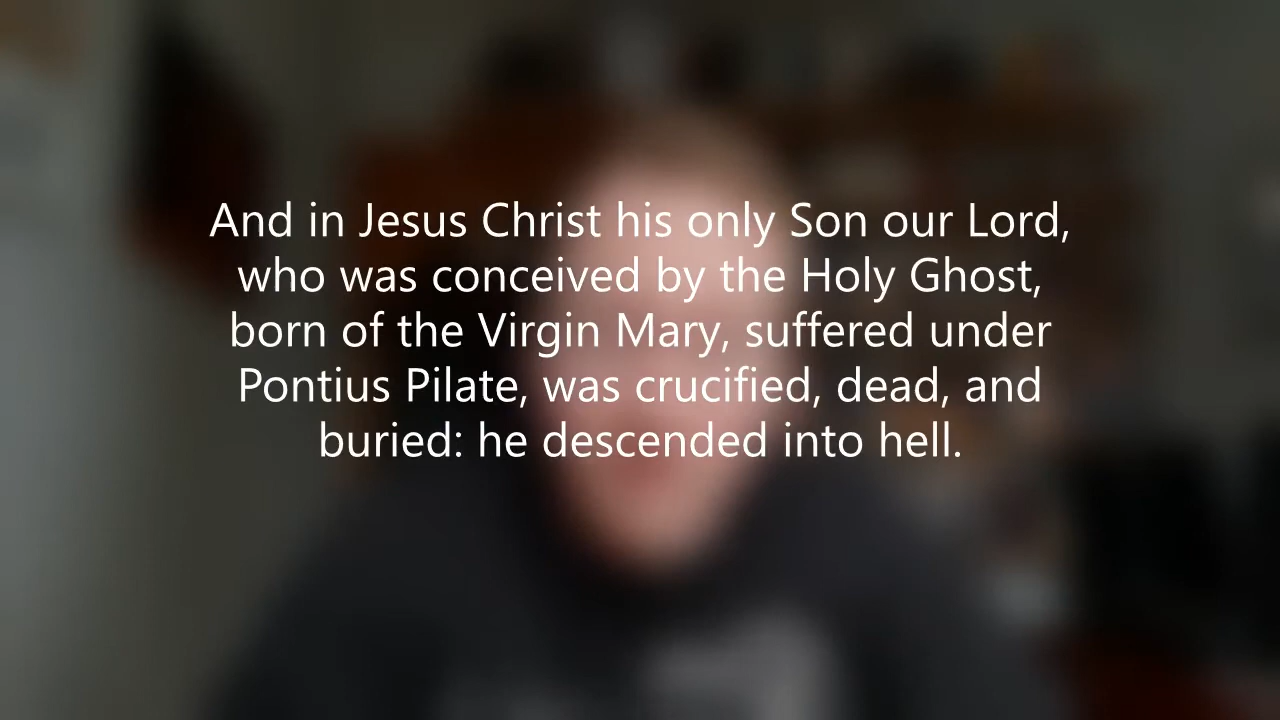 And in Jesus Christ his only Son our Lord,
who was conceived by the Holy Ghost,
born of the Virgin Mary, suffered under
Pontius Pilate, was crucified, dead, and
buried: he descended into hell.